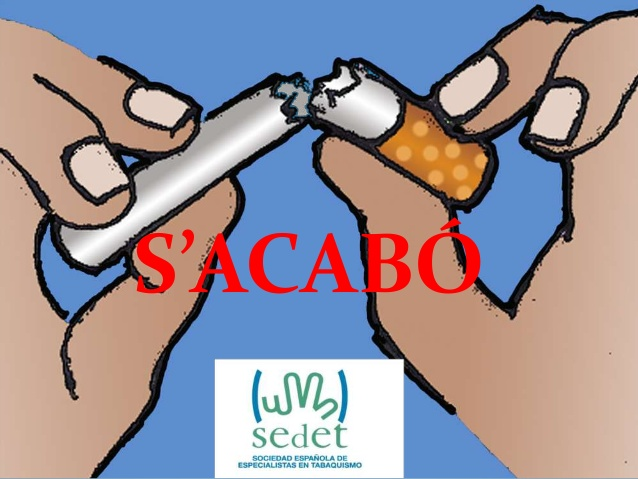 S’ACABÓ
sedet
SOCIEDAD ESPAÑOLA DE
ESPECIALISTAS EN TABAQUISMO